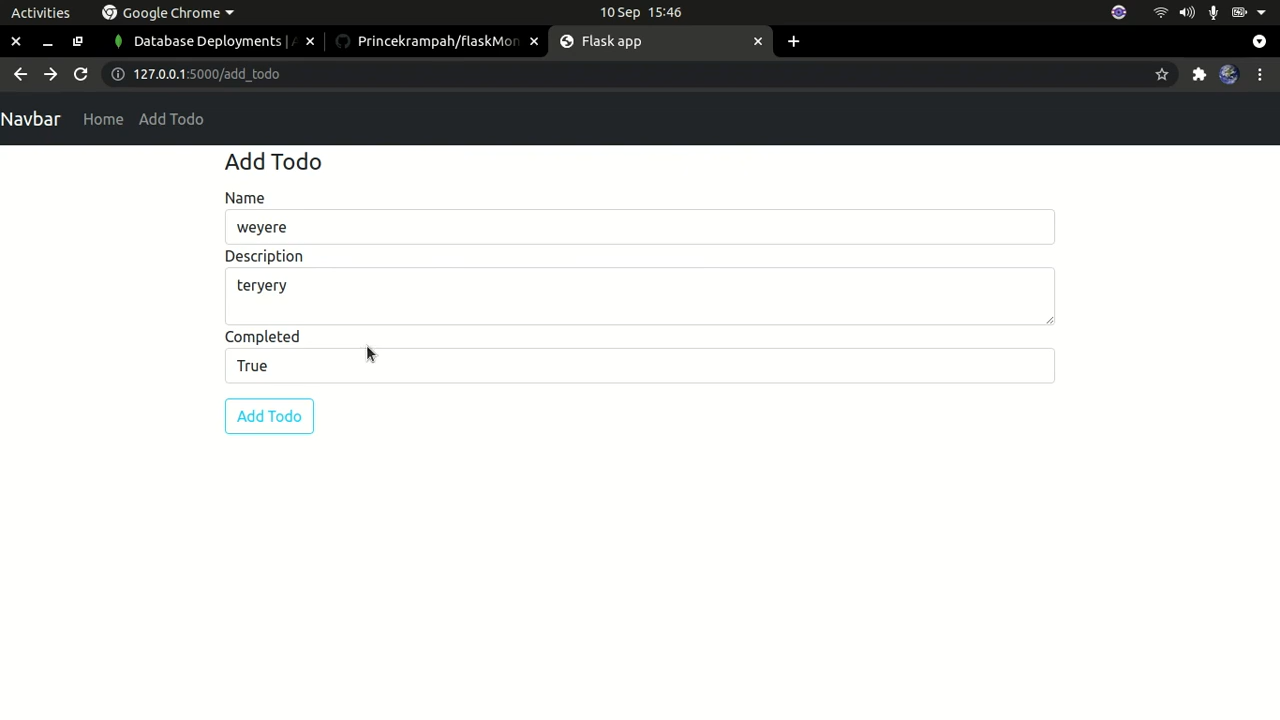 Activities Google Chrome 10 Sep 15:46
Database Deployments | Princekrampah/flaskMon Flask app
127.0.0.1:5000/add_todo
Navbar Home Add Todo
Add Todo
Name
weyere
Description
teryery
Completed
True
Add Todo